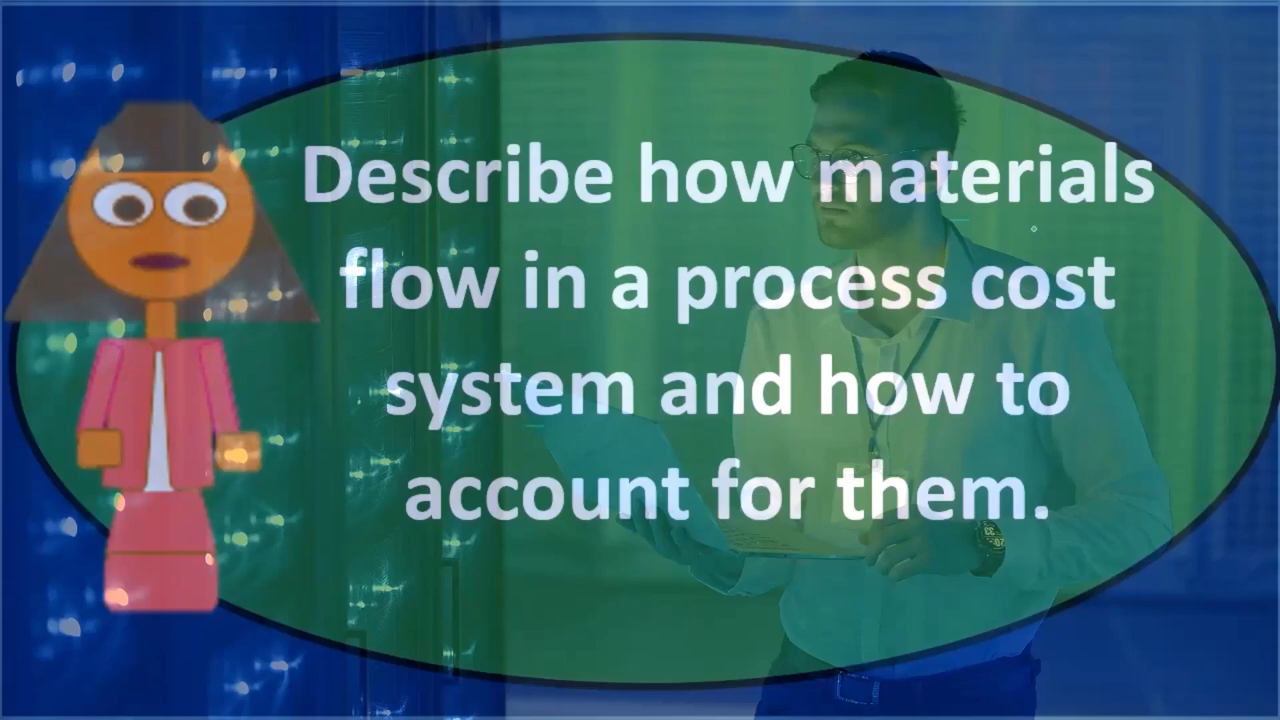 Describe how materials
flow in a process cost
system and how to
account for them.